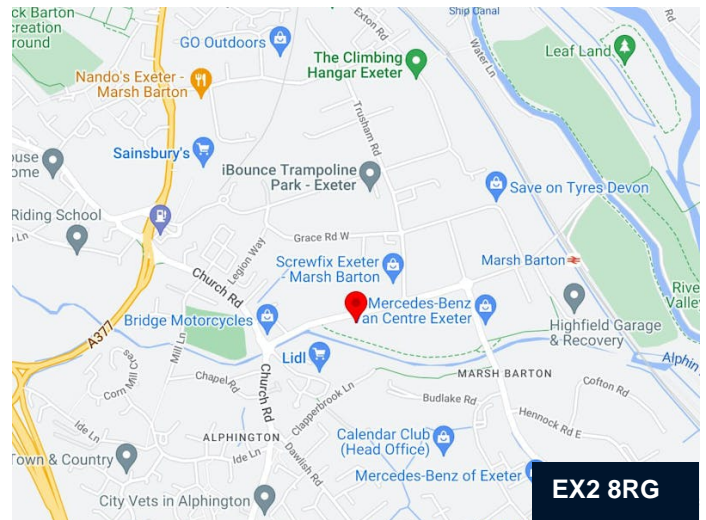 ck Barton
creation
round
GO Outdoors
Exton Rd
Ship Canal
Rd
The Climbing
Hangar Exeter
Water Ln
Leaf Land
Nando's Exeter -
Marsh Barton
Trusham Rd
Sainsbury's
ouse
ome
iBounce Trampoline
Park - Exeter
Save on Tyres Devon
Riding School
o Ln
Legion Way
Grace Rd W
Church Rd
Screwfix Exeter
- Marsh Barton
Marsh Barton
River
Valley
A377
Bridge Motorcycles
Mercedes-Benz
Van Centre Exeter
Highfield Garage
& Recovery
Mill Ln
Corn Mill Cres
Lidl
Alphin
Chapel Rd
Church Rd
Clapperbrook Ln
MARSH BARTON
Cofton Rd
Budlake Rd
Hennock Rd E
Ide Ln
ALPHINGTON
Ide Ln
Dawlish Rd
Calendar Club
(Head Office)
Town & Country
Mercedes-Benz of Exeter
City Vets in Alphington
EX2 8RG